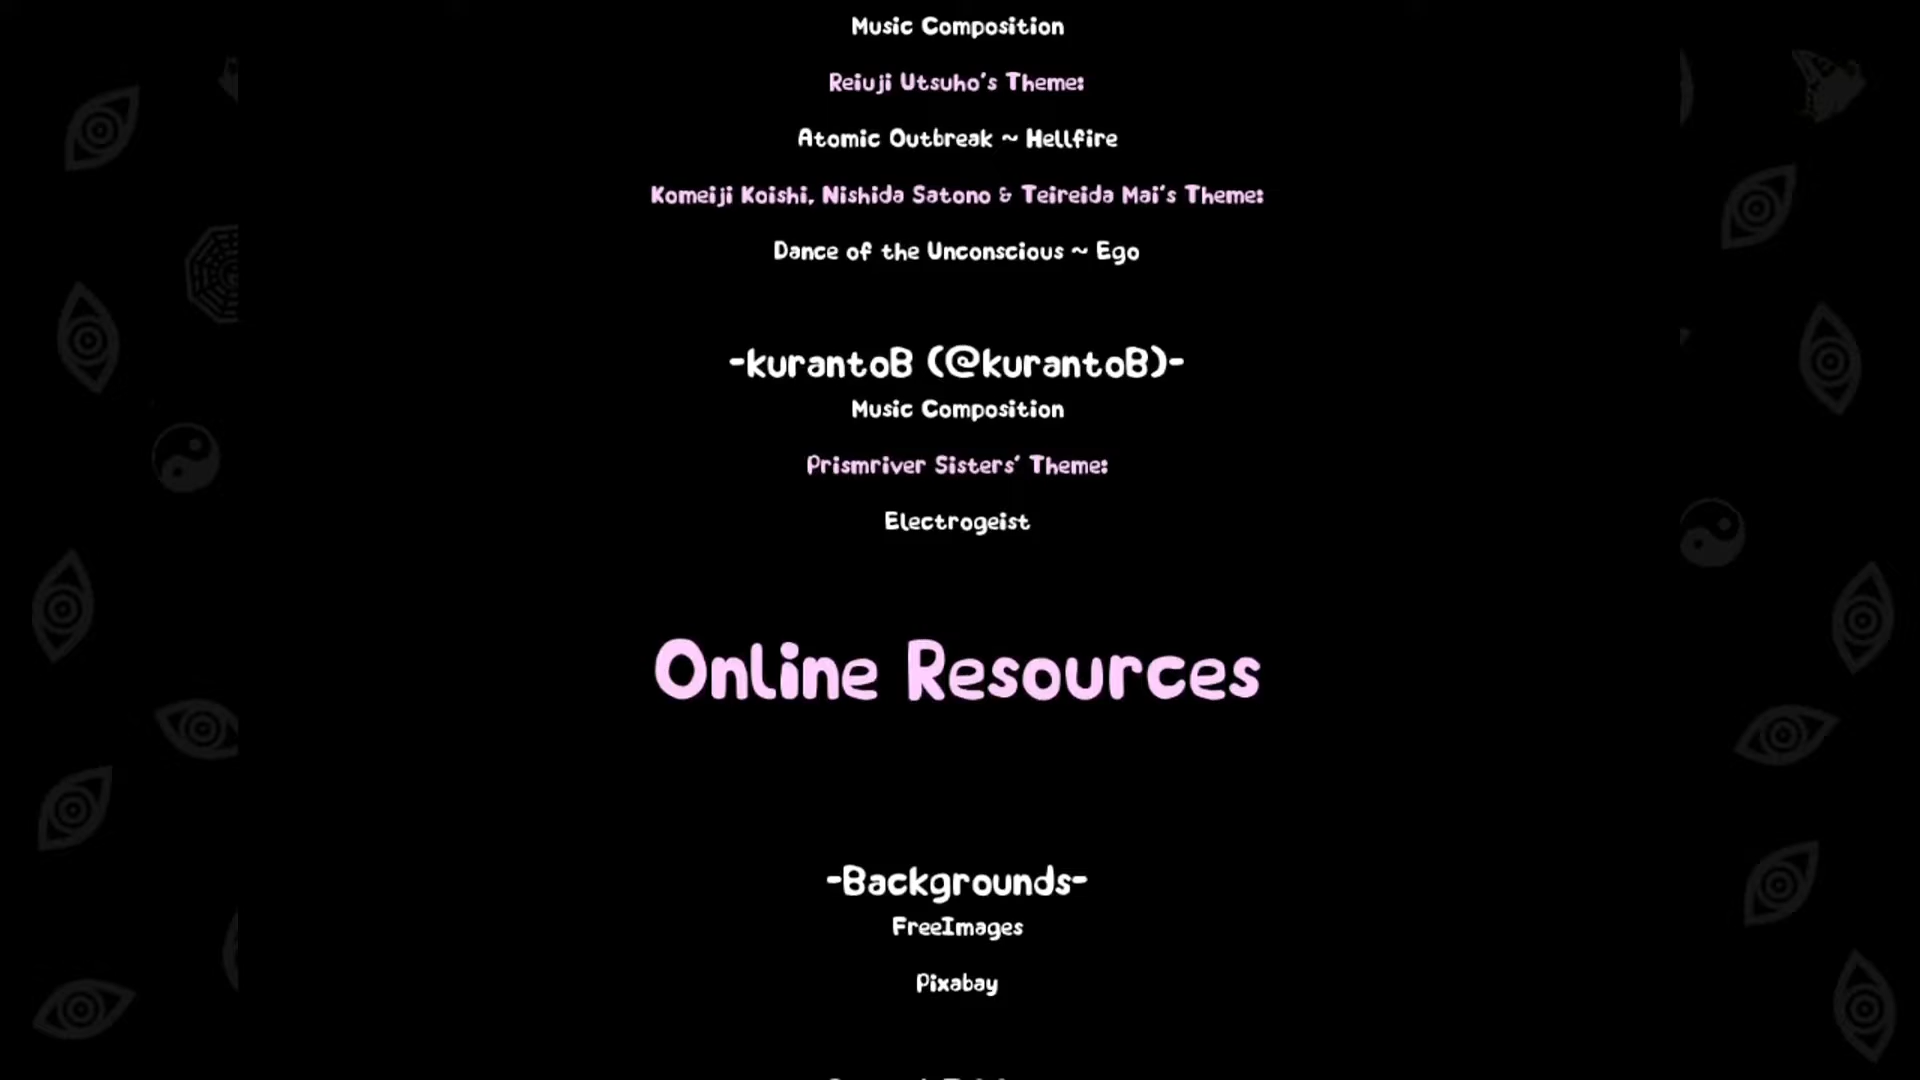 Music Composition
Reiuji Utsuho's Theme:
Atomic Outbreak ~ Hellfire
Komeiji Koishi, Nishida Satono & Teireida Mai's Theme:
Dance of the Unconscious ~ Ego
-kurantoB (@kurantoB)-
Music Composition
Prismriver Sisters' Theme:
Electrogeist
Online Resources
-Backgrounds-
FreeImages
Pixabay